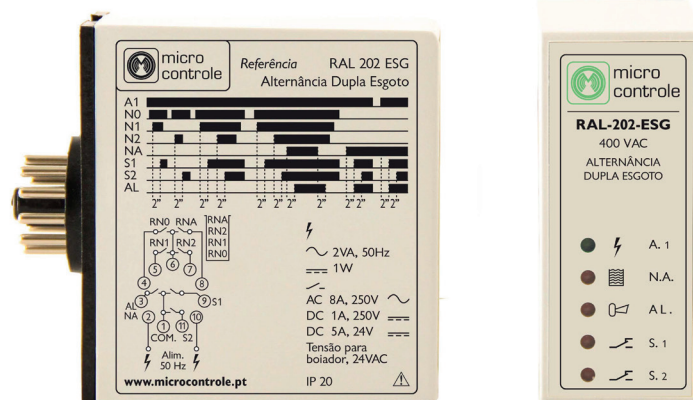 micro
controle
Referência RAL 202 ESG
Alternância Dupla Esgoto
A1
N0
N1
N2
NA
S1
S2
AL
2" 2" 2" 2" 2" 2" 2" 2" 2" 2" 2"
RN0 RNA
RN1 RN2
RNA
RN2
RN1
RN0
5 6 7
4 8
AL 3 9 S1
NA 2 1 11 10
COM. S2
Alim.
50 Hz
2VA, 50Hz
1W
AC 8A, 250V
DC 1A, 250V
DC 5A, 24V
Tensão para
boiador, 24VAC
www.microcontrole.pt IP 20
micro
controle
RAL-202-ESG
400 VAC
ALTERNÂNCIA
DUPLA ESGOTO
A. 1
N.A.
A L .
S. 1
S. 2